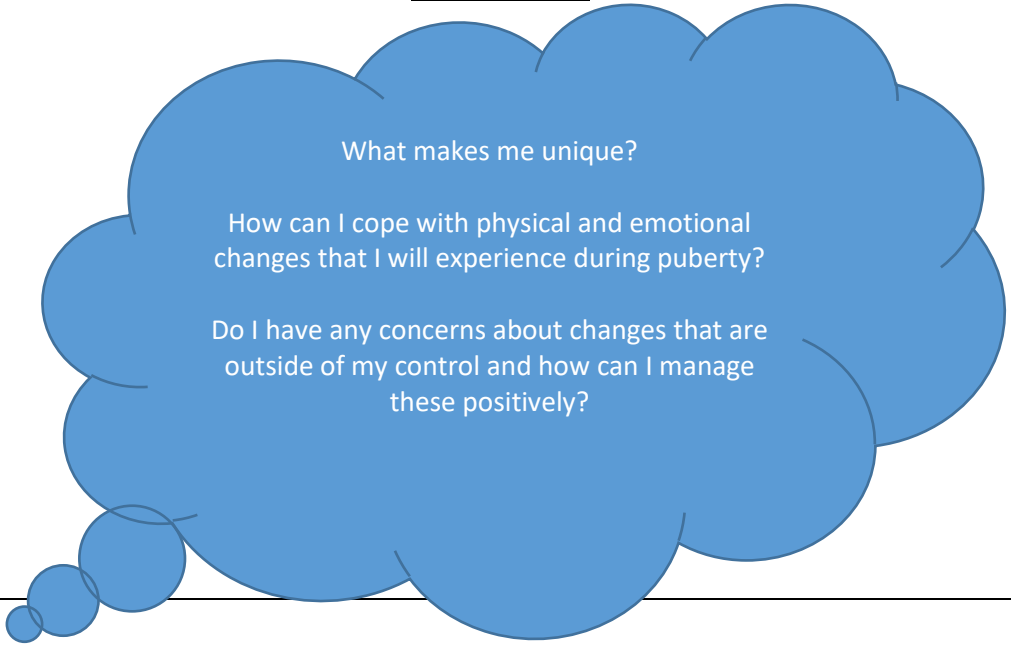 What makes me unique?
How can I cope with physical and emotional
changes that I will experience during puberty?
Do I have any concerns about changes that are
outside of my control and how can I manage
these positively?